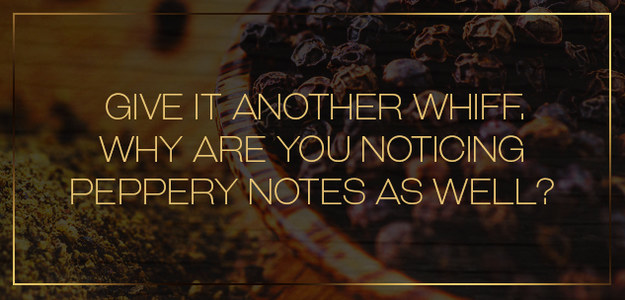 GIVE IT ANOTHER WHIFF.
WHY ARE YOU NOTICING
PEPPERY NOTES AS WELL?